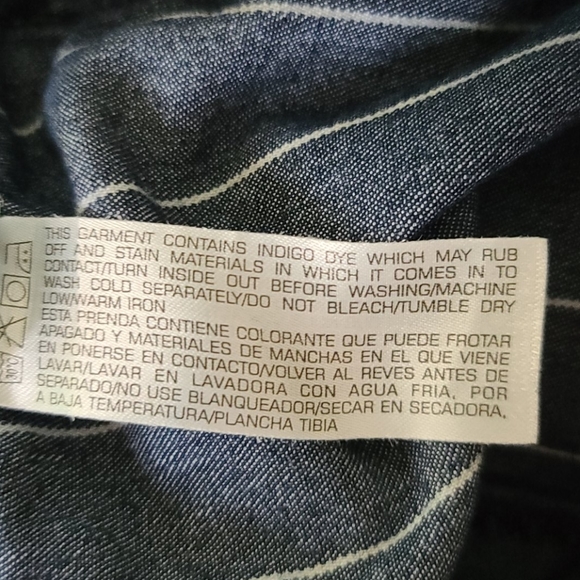 THIS GARMENT CONTAINS INDIGO DYE WHICH MAY RUB
OFF AND STAIN MATERIALS IN WHICH IT COMES IN TO
CONTACT/TURN INSIDE OUT BEFORE WASHING/MACHINE
WASH COLD SEPARATELY/DO NOT BLEACH/TUMBLE DRY
LOW/WARM IRON
ESTA PRENDA CONTIENE COLORANTE QUE PUEDE FROTAR
APAGADO Y MATERIALES DE MANCHAS EN EL QUE VIENE
EN PONERSE EN CONTACTO/VOLVER AL REVES ANTES DE
LAVAR/LAVAR EN LAVADORA CON AGUA FRIA, POR
SEPARADO/NO USE BLANQUEADOR/SECAR EN SECADORA,
A BAJA TEMPERATURA/PLANCHA TIBIA